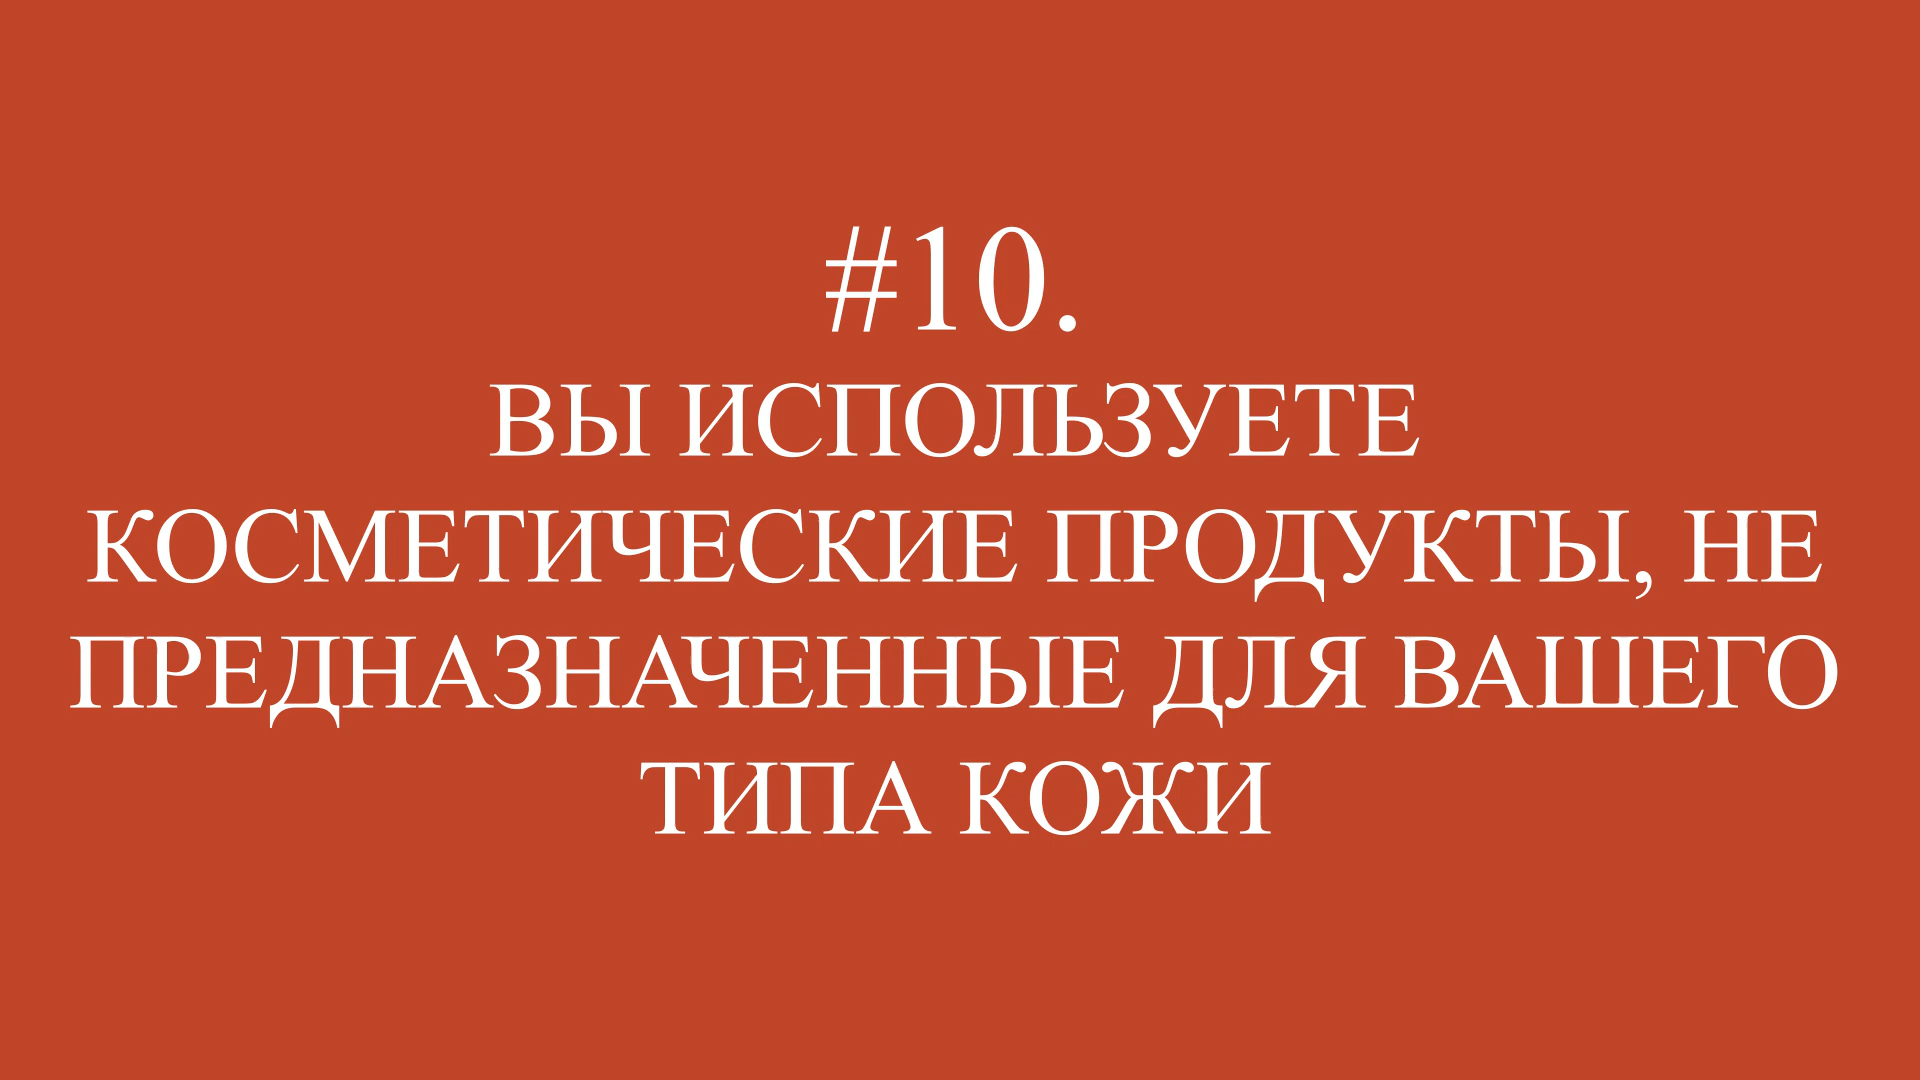 #10.
ВЫ ИСПОЛЬЗУЕТЕ
КОСМЕТИЧЕСКИЕ ПРОДУКТЫ, НЕ
ПРЕДНАЗНАЧЕННЫЕ ДЛЯ ВАШЕГО
ТИПА КОЖИ